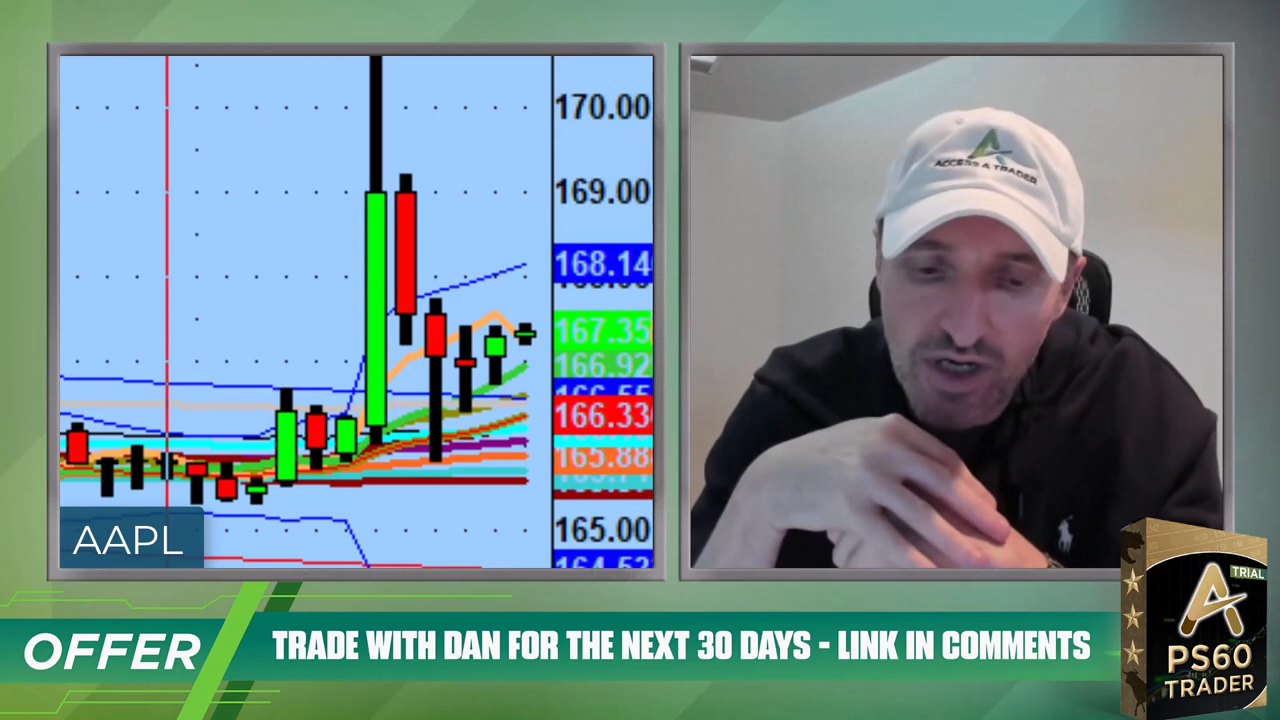 170.00
169.00
168.14
167.35
166.92
166.33
165.88
165.00
AAPL
ACCESS A TRADER
OFFER
TRADE WITH DAN FOR THE NEXT 30 DAYS - LINK IN COMMENTS
TRIAL
PS60
TRADER